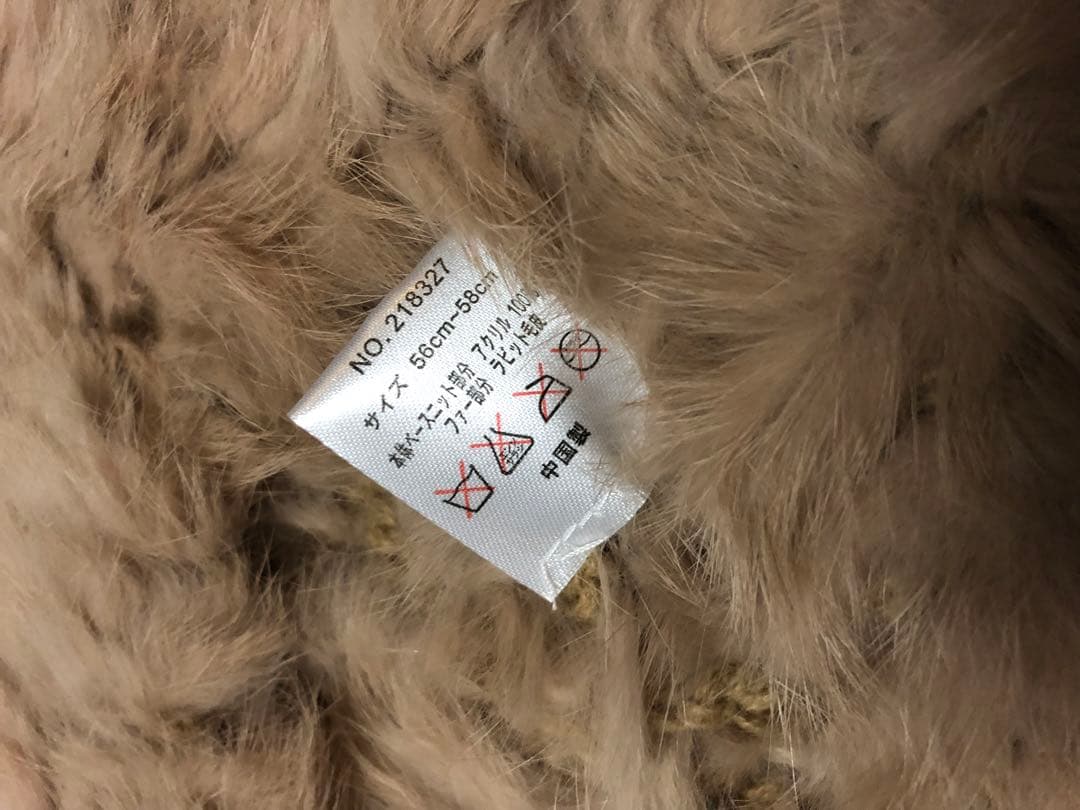 NO. 218327
サイズ 56cm~58cm
本体ベースニット部分 アクリル 100%
ファー部分 ラビット毛皮
中国製